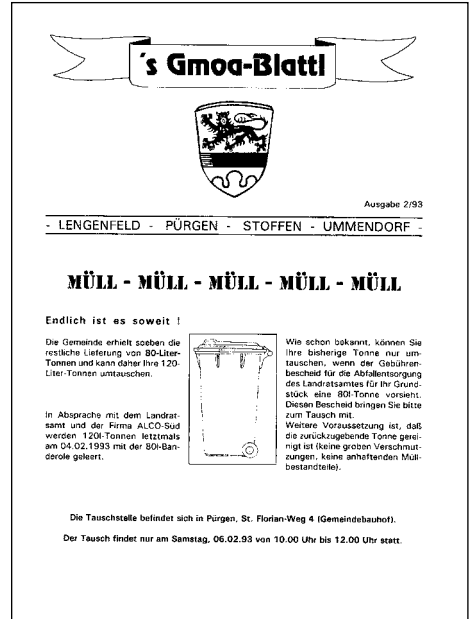 's Gmoa-Blattl
Ausgabe 2/93
- LENGENFELD - PÜRGEN - STOFFEN - UMMENDORF -
MÜLL - MÜLL - MÜLL - MÜLL - MÜLL
Endlich ist es soweit !
Die Gemeinde erhielt soeben die
restliche Lieferung von 80-Liter-
Tonnen und kann daher Ihre 120-
Liter-Tonnen umtauschen.
In Absprache mit dem Landrat-
samt und der Firma ALCO-Süd
werden 120l-Tonnen letztmals
am 04.02.1993 mit der 80l-Ban-
derole geleert.
Wie schon bekannt, können Sie
Ihre bisherige Tonne nur um-
tauschen, wenn der Gebühren-
bescheid für die Abfallentsorgung
des Landratsamtes für Ihr Grund-
stück eine 80l-Tonne vorsieht.
Diesen Bescheid bringen Sie bitte
zum Tausch mit.
Weitere Voraussetzung ist, daß
die zurückzugebende Tonne gerei-
nigt ist (keine groben Verschmut-
zungen, keine anhaftenden Müll-
bestandteile).
Die Tauschstelle befindet sich in Pürgen, St. Florian-Weg 4 (Gemeindebauhof).
Der Tausch findet nur am Samstag, 06.02.93 von 10.00 Uhr bis 12.00 Uhr statt.